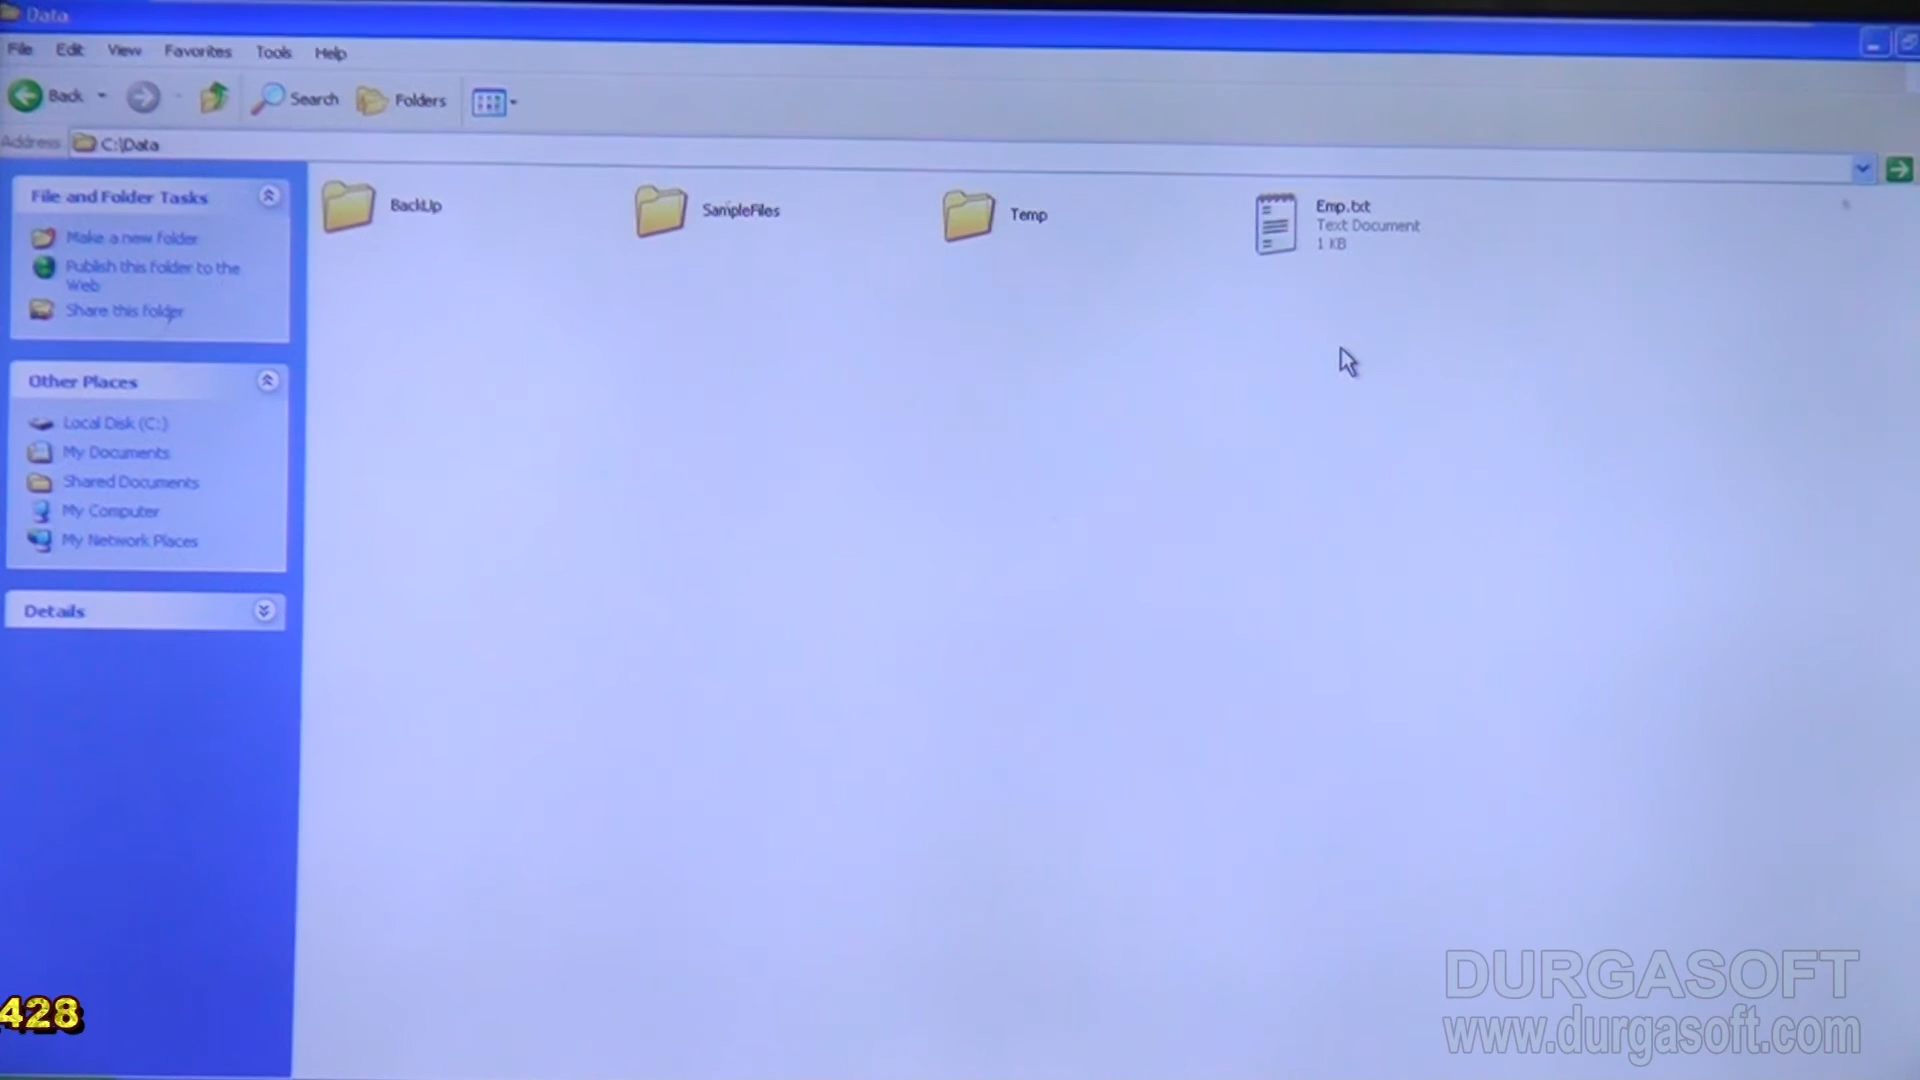 Data
File Edit View Favorites Tools Help
Back Search Folders
Address C:\Data
File and Folder Tasks
Make a new folder
Publish this folder to the
Web
Share this folder
Other Places
Local Disk (C:)
My Documents
Shared Documents
My Computer
My Network Places
Details
BackUp
SampleFiles
Temp
Emp.txt
Text Document
1 KB
428
DURGASOFT
www.durgasoft.com